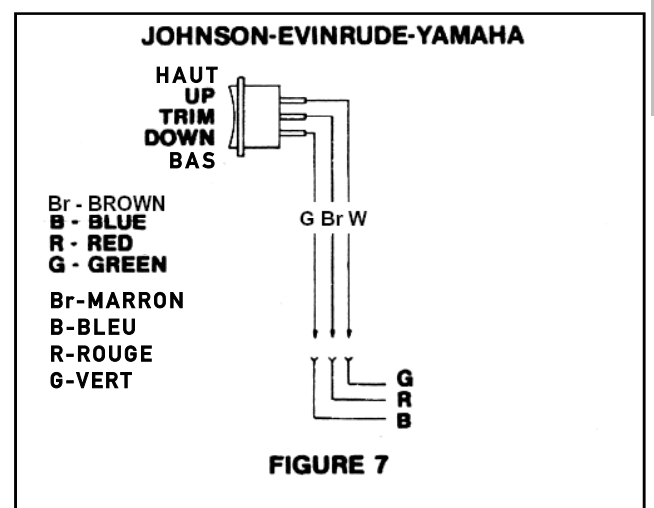 JOHNSON-EVINRUDE-YAMAHA
HAUT
UP
TRIM
DOWN
BAS
Br - BROWN
B - BLUE
R - RED
G - GREEN
Br-MARRON
B-BLEU
R-ROUGE
G-VERT
G Br W
G
R
B
FIGURE 7